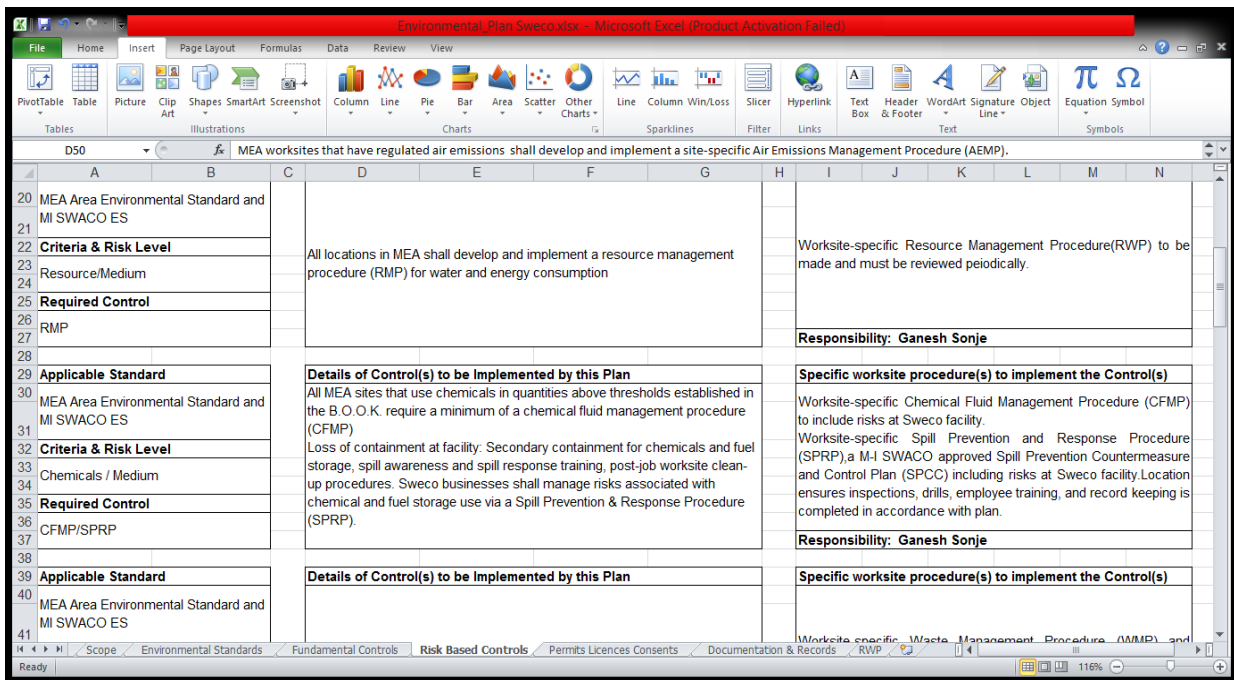 Environmental_Plan Sweco.xlsx - Microsoft Excel (Product Activation Failed)
File Home Insert Page Layout Formulas Data Review View
PivotTable Table Picture Clip Art Shapes SmartArt Screenshot Column Line Pie Bar Area Scatter Other Charts Line Column Win/Loss Slicer Hyperlink Text Box Header & Footer WordArt Signature Line Object Equation Symbol
Tables Illustrations Charts Sparklines Filter Links Text Symbols
D50 fx MEA worksites that have regulated air emissions shall develop and implement a site-specific Air Emissions Management Procedure (AEMP).
A B C D E F G H I J K L M N
20
21
22
23
24
25
26
27
28
29
30
31
32
33
34
35
36
37
38
39
40
41
MEA Area Environmental Standard and
MI SWACO ES
Criteria & Risk Level
Resource/Medium
Required Control
RMP
All locations in MEA shall develop and implement a resource management
procedure (RMP) for water and energy consumption
Worksite-specific Resource Management Procedure(RWP) to be
made and must be reviewed peiodically.
Responsibility: Ganesh Sonje
Applicable Standard
MEA Area Environmental Standard and
MI SWACO ES
Criteria & Risk Level
Chemicals / Medium
Required Control
CFMP/SPRP
Details of Control(s) to be Implemented by this Plan
All MEA sites that use chemicals in quantities above thresholds established in
the B.O.O.K. require a minimum of a chemical fluid management procedure
(CFMP)
Loss of containment at facility: Secondary containment for chemicals and fuel
storage, spill awareness and spill response training, post-job worksite clean-
up procedures. Sweco businesses shall manage risks associated with
chemical and fuel storage use via a Spill Prevention & Response Procedure
(SPRP).
Specific worksite procedure(s) to implement the Control(s)
Worksite-specific Chemical Fluid Management Procedure (CFMP)
to include risks at Sweco facility.
Worksite-specific Spill Prevention and Response Procedure
(SPRP),a M-I SWACO approved Spill Prevention Countermeasure
and Control Plan (SPCC) including risks at Sweco facility.Location
ensures inspections, drills, employee training, and record keeping is
completed in accordance with plan.
Responsibility: Ganesh Sonje
Applicable Standard
MEA Area Environmental Standard and
MI SWACO ES
Details of Control(s) to be Implemented by this Plan
Specific worksite procedure(s) to implement the Control(s)
Worksite-specific Waste Management Procedure (WMP) and
Scope Environmental Standards Fundamental Controls Risk Based Controls Permits Licences Consents Documentation & Records RWP
Ready 116%